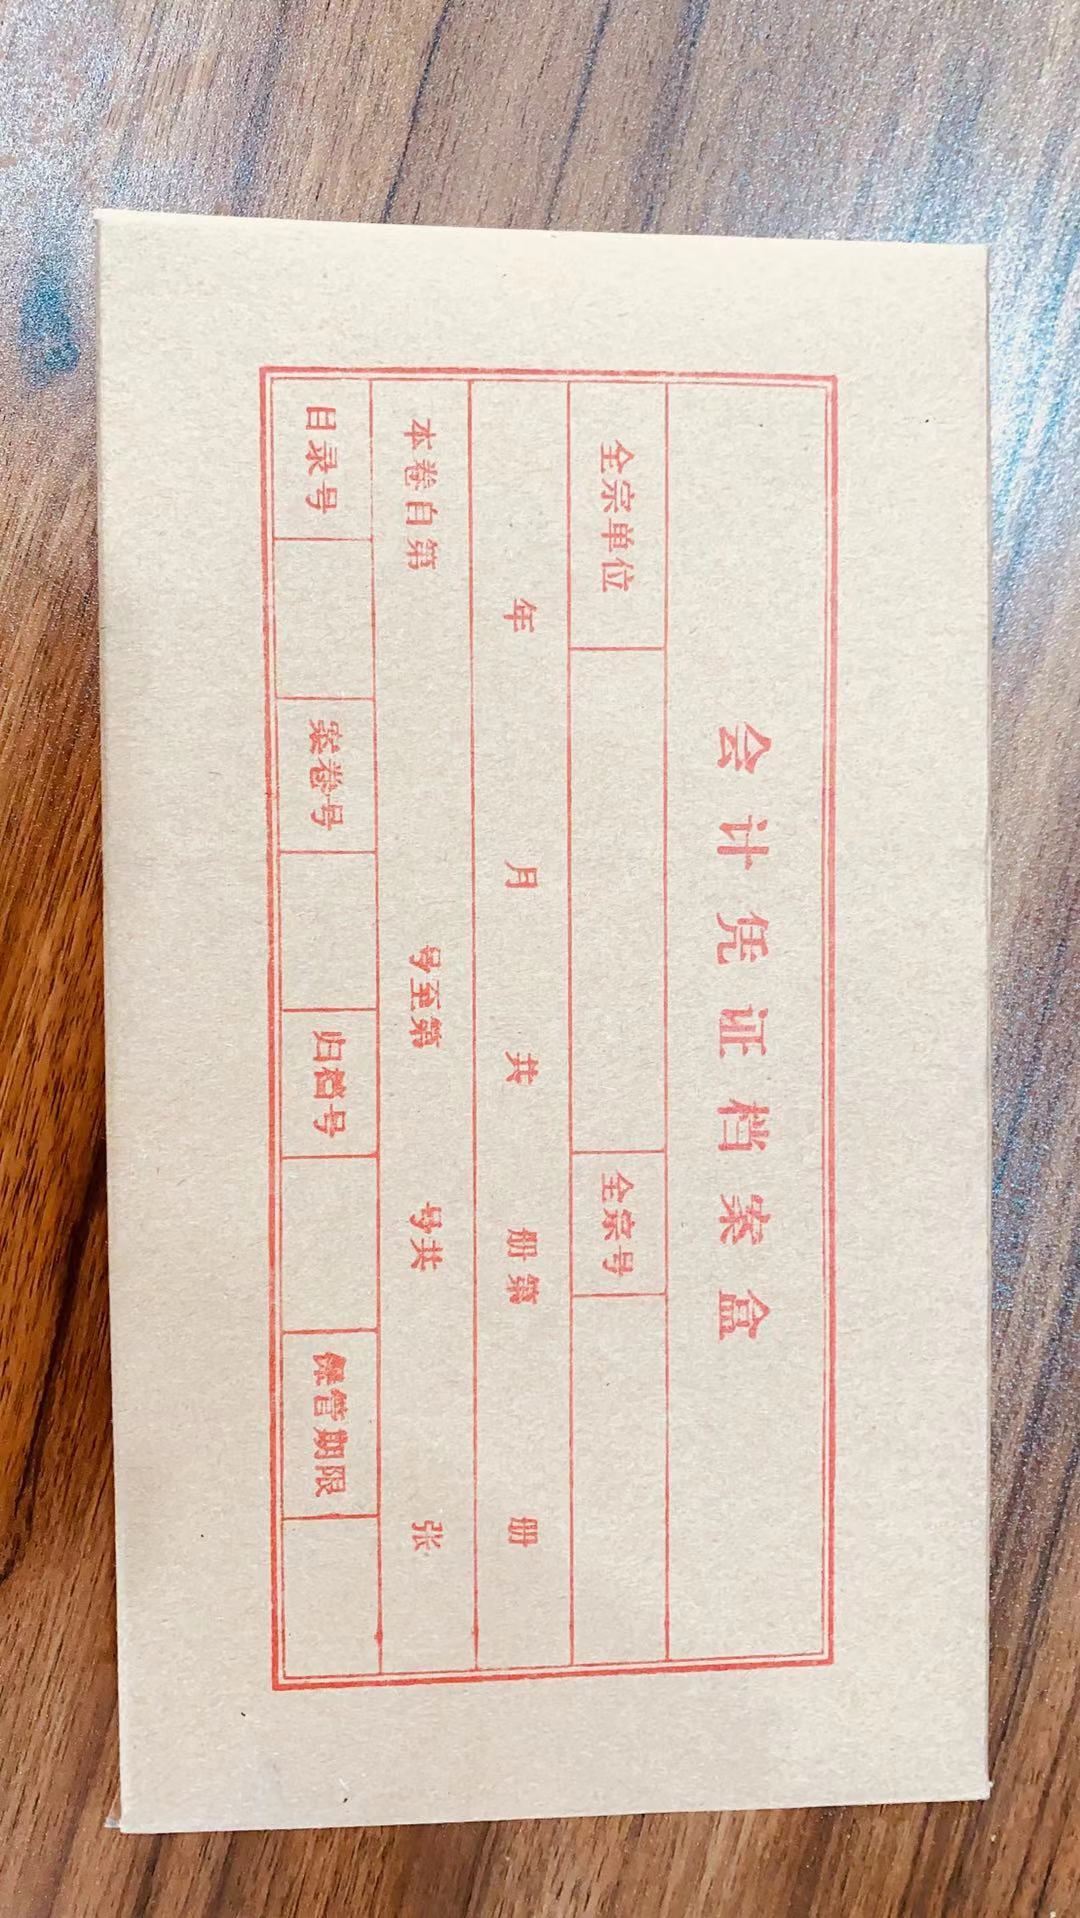 会计凭证档案盒
全宗单位 全宗号
年 月 共 册第 册
本卷自第 号至第 号共 张
目录号 案卷号 归档号 保管期限